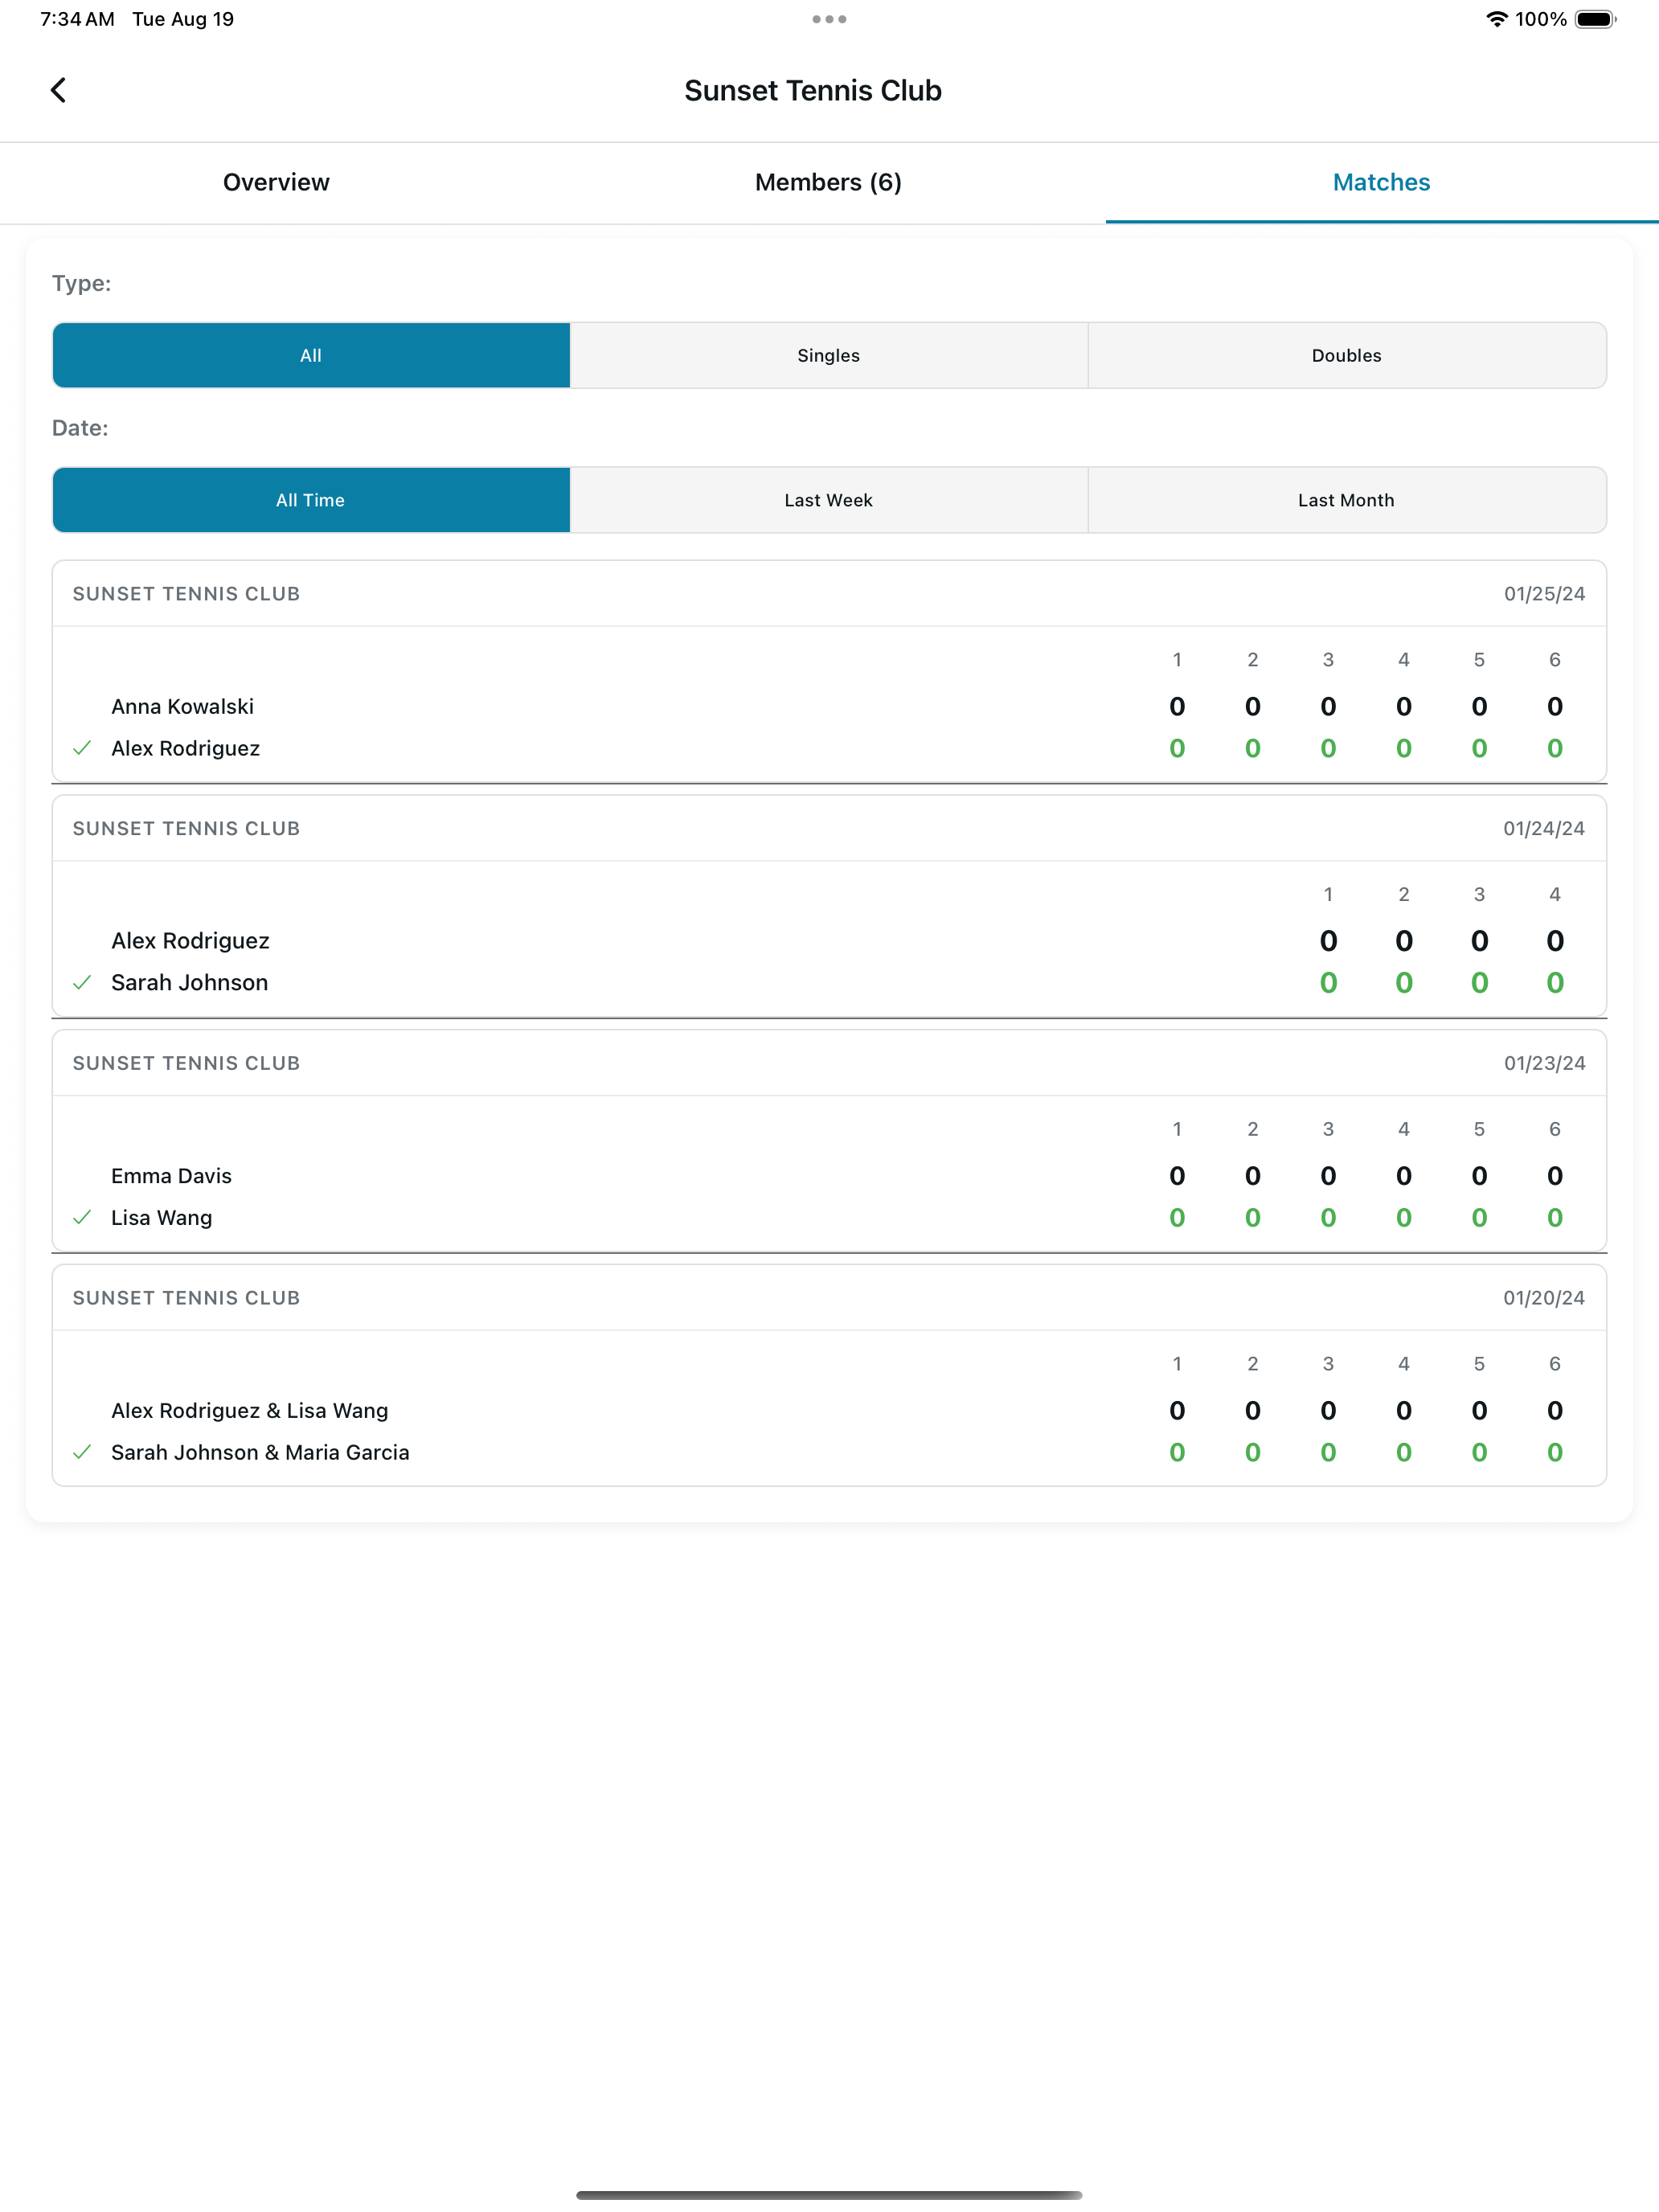 7:34 AM Tue Aug 19 100%
Sunset Tennis Club
Overview Members (6) Matches
Type:
All Singles Doubles
Date:
All Time Last Week Last Month
SUNSET TENNIS CLUB 01/25/24
1 2 3 4 5 6
Anna Kowalski 0 0 0 0 0 0
Alex Rodriguez 0 0 0 0 0 0
SUNSET TENNIS CLUB 01/24/24
1 2 3 4
Alex Rodriguez 0 0 0 0
Sarah Johnson 0 0 0 0
SUNSET TENNIS CLUB 01/23/24
1 2 3 4 5 6
Emma Davis 0 0 0 0 0 0
Lisa Wang 0 0 0 0 0 0
SUNSET TENNIS CLUB 01/20/24
1 2 3 4 5 6
Alex Rodriguez & Lisa Wang 0 0 0 0 0 0
Sarah Johnson & Maria Garcia 0 0 0 0 0 0